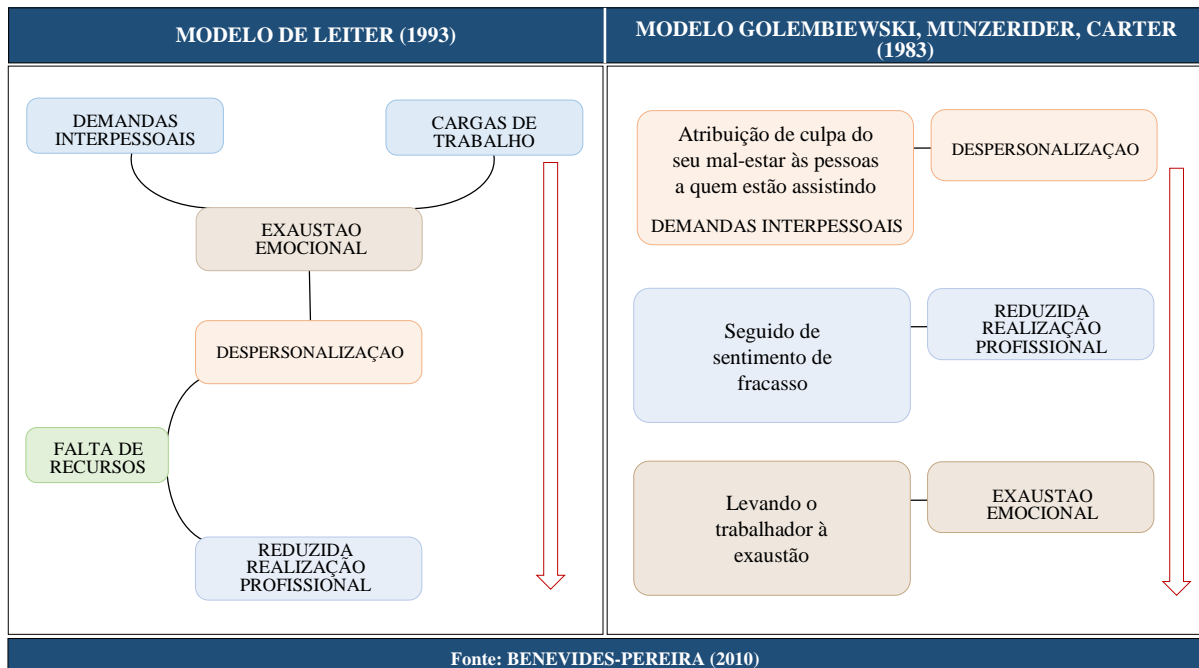 MODELO DE LEITER (1993)
MODELO GOLEMBIEWSKI, MUNZERIDER, CARTER
(1983)
DEMANDAS
INTERPESSOAIS
CARGAS DE
TRABALHO
EXAUSTAO
EMOCIONAL
DESPERSONALIZAÇAO
FALTA DE
RECURSOS
REDUZIDA
REALIZAÇÃO
PROFISSIONAL
Atribuição de culpa do
seu mal-estar às pessoas
a quem estão assistindo
DEMANDAS INTERPESSOAIS
DESPERSONALIZAÇAO
Seguido de
sentimento de
fracasso
REDUZIDA
REALIZAÇÃO
PROFISSIONAL
Levando o
trabalhador à
exaustão
EXAUSTAO
EMOCIONAL
Fonte: BENEVIDES-PEREIRA (2010)